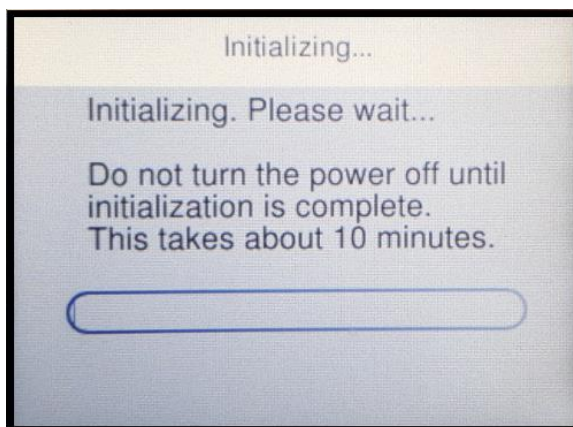 Initializing...
Initializing. Please wait...
Do not turn the power off until
initialization is complete.
This takes about 10 minutes.